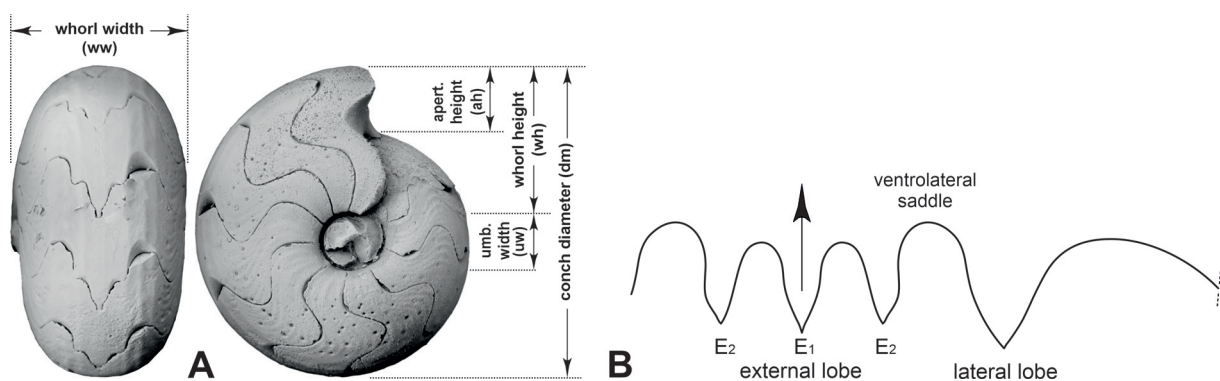 whorl width
(ww)
apert.
height
(ah)
whorl height
(wh)
umb.
width
(uw)
conch diameter (dm)
A
ventrolateral
saddle
E2
E1
E2
external lobe
lateral lobe
B